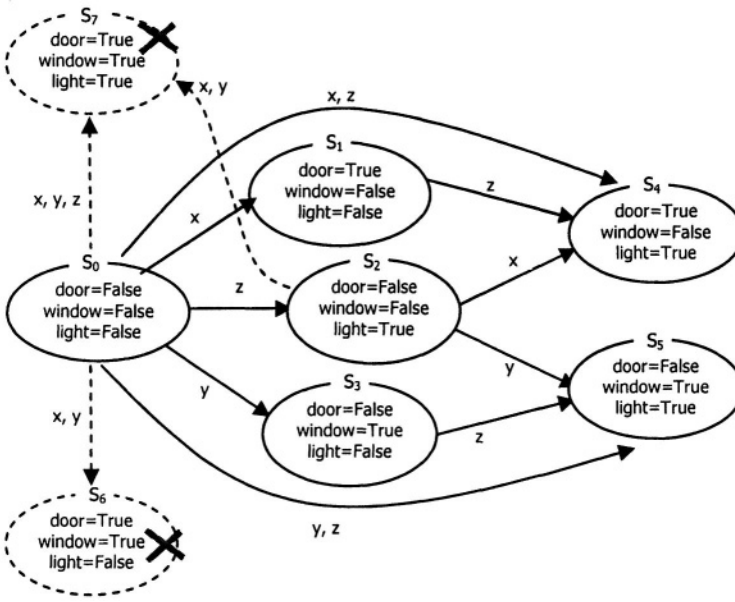 S7
door=True
window=True
light=True
x, y
x, z
S1
door=True
window=False
light=False
z
S4
door=True
window=False
light=True
x, y, z
x
S0
door=False
window=False
light=False
z
S2
door=False
window=False
light=True
x
y
S5
door=False
window=True
light=True
y
S3
door=False
window=True
light=False
z
x, y
S6
door=True
window=True
light=False
y, z